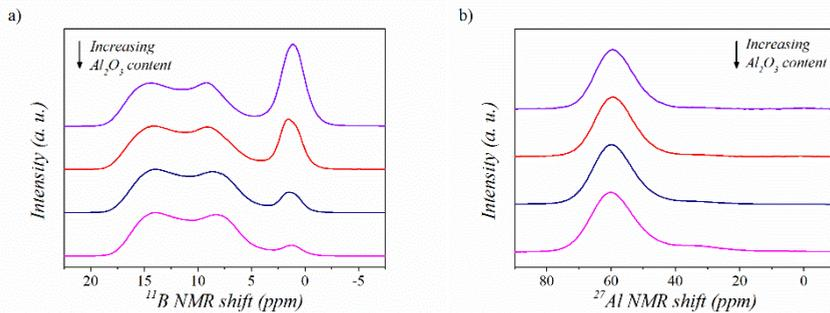 a)
Increasing
Al₂O₃ content
Intensity (a. u.)
20 15 10 5 0 -5
¹¹B NMR shift (ppm)
b)
Increasing
Al₂O₃ content
Intensity (a. u.)
80 60 40 20 0
²⁷Al NMR shift (ppm)